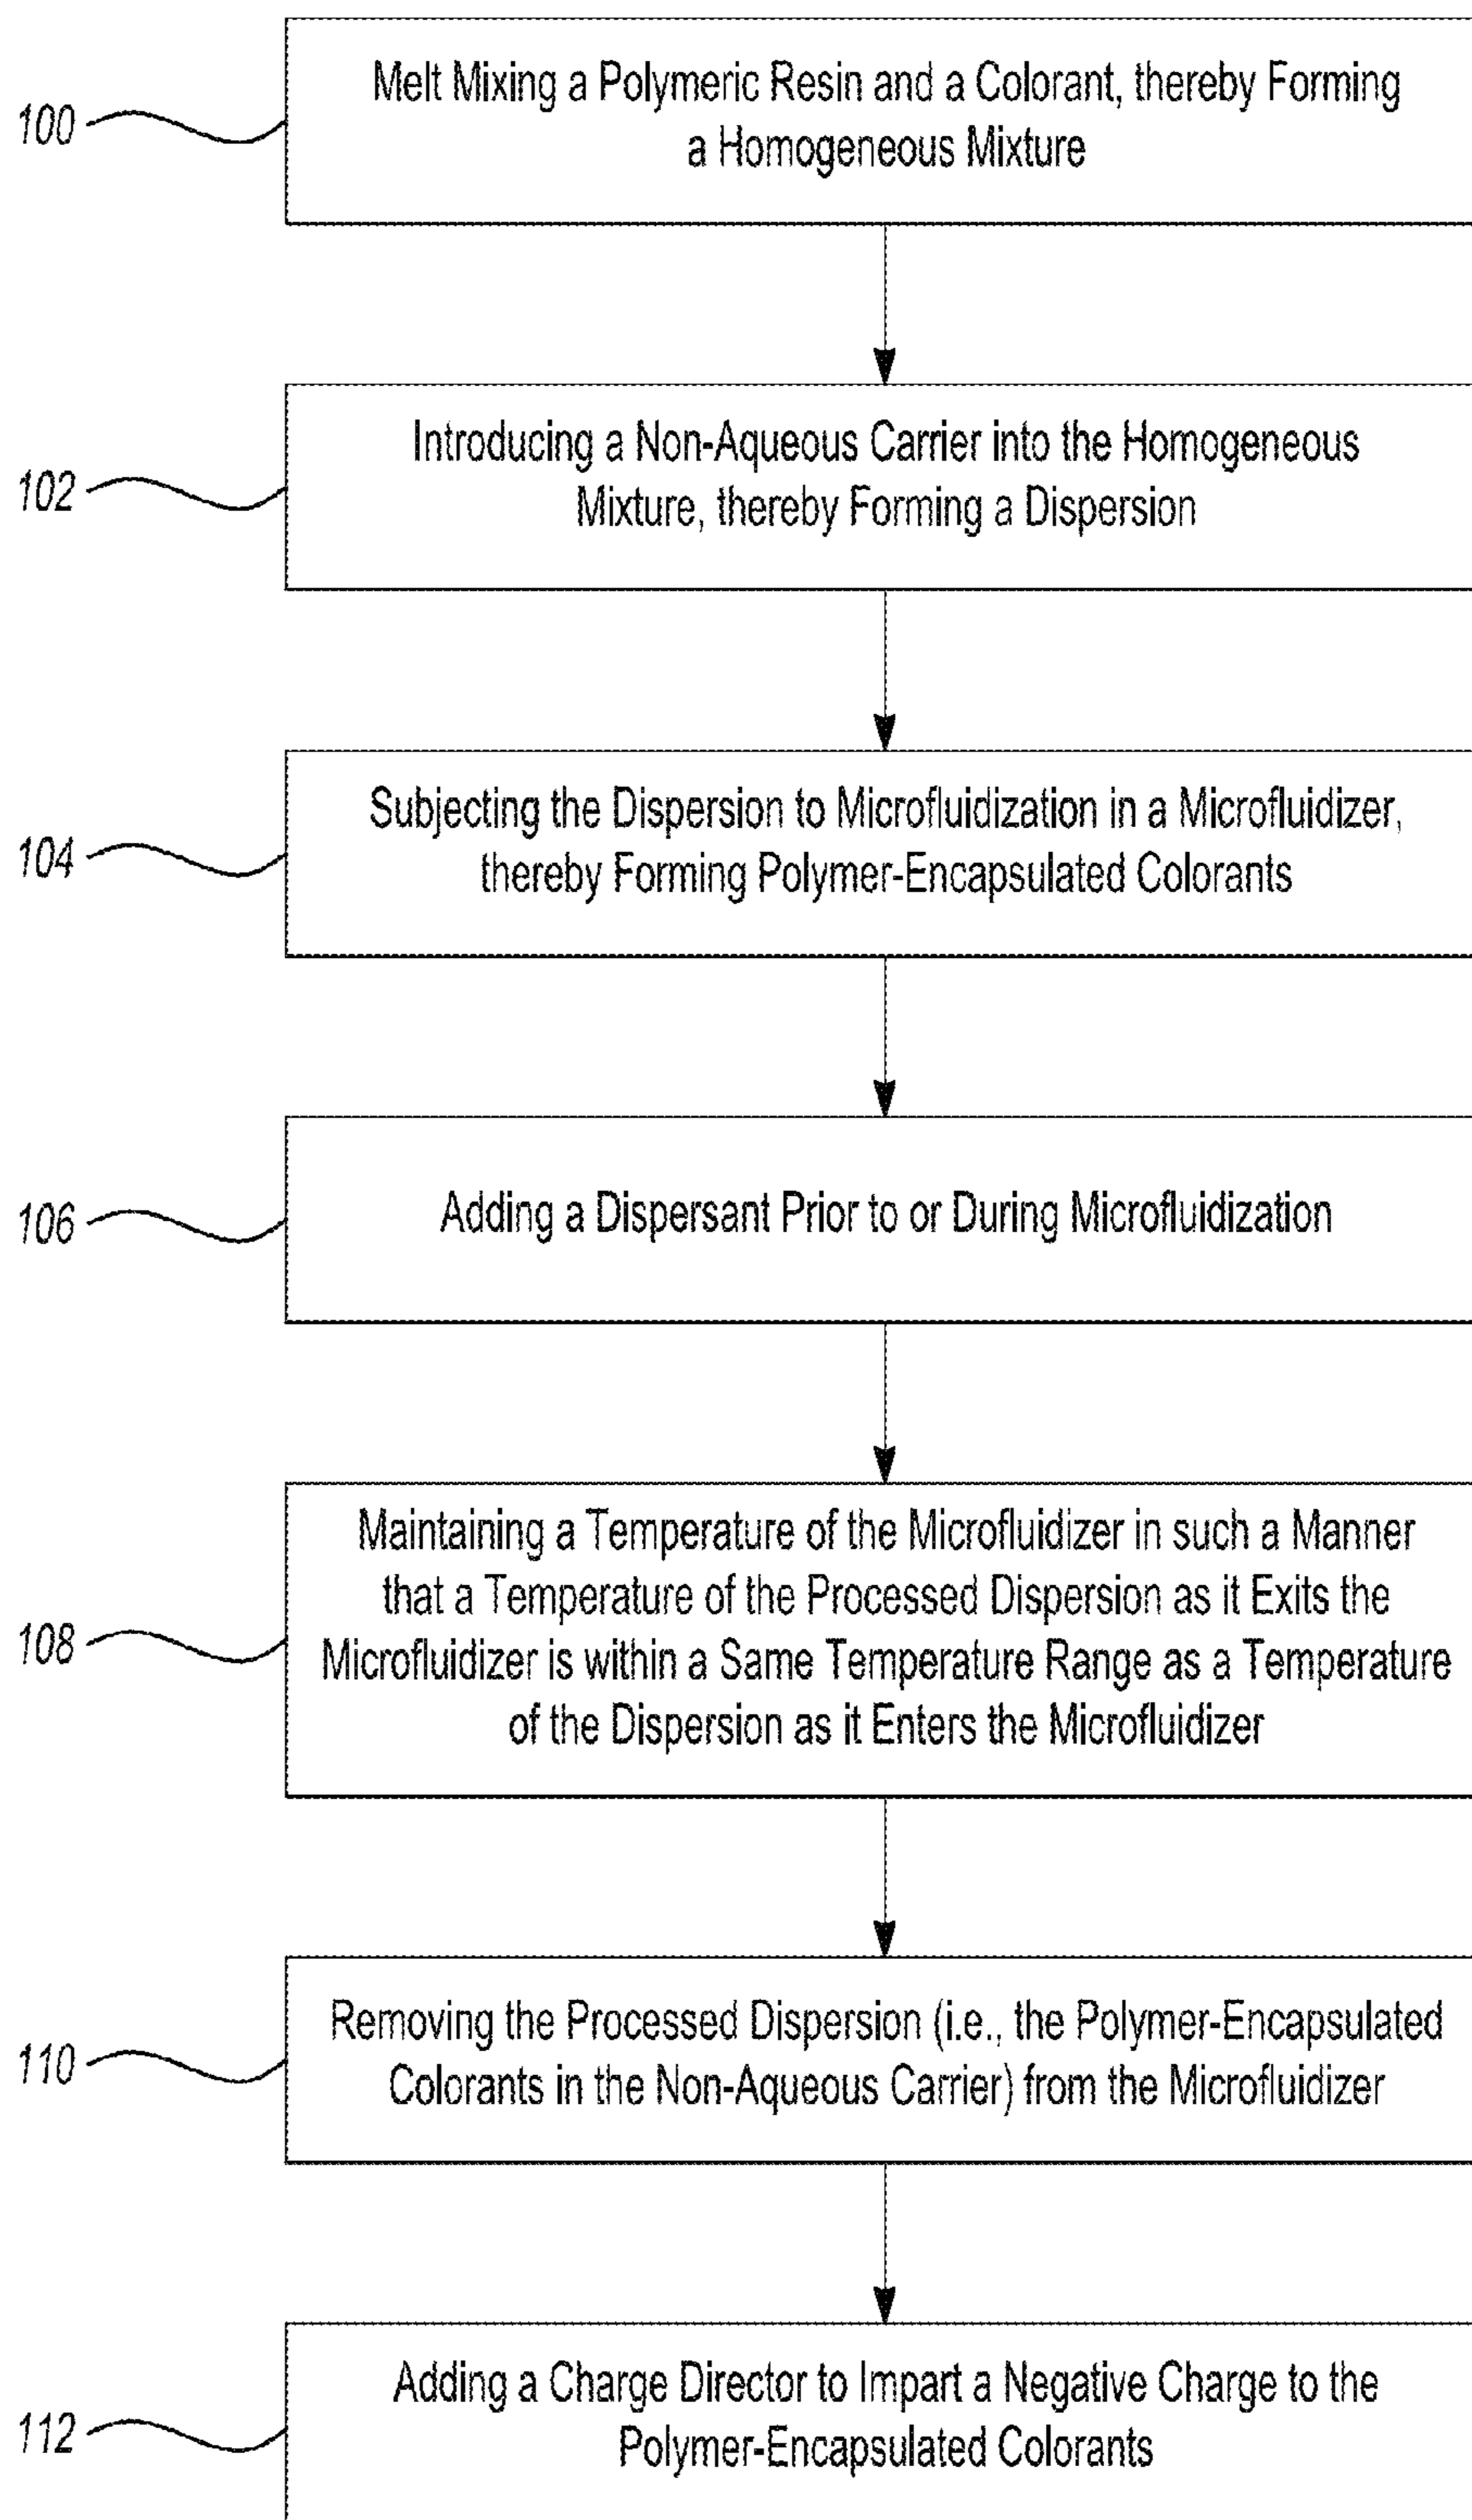 100
Melt Mixing a Polymeric Resin and a Colorant, thereby Forming
a Homogeneous Mixture
102
Introducing a Non-Aqueous Carrier into the Homogeneous
Mixture, thereby Forming a Dispersion
104
Subjecting the Dispersion to Microfluidization in a Microfluidizer,
thereby Forming Polymer-Encapsulated Colorants
106
Adding a Dispersant Prior to or During Microfluidization
108
Maintaining a Temperature of the Microfluidizer in such a Manner
that a Temperature of the Processed Dispersion as it Exits the
Microfluidizer is within a Same Temperature Range as a Temperature
of the Dispersion as it Enters the Microfluidizer
110
Removing the Processed Dispersion (i.e., the Polymer-Encapsulated
Colorants in the Non-Aqueous Carrier) from the Microfluidizer
112
Adding a Charge Director to Impart a Negative Charge to the
Polymer-Encapsulated Colorants